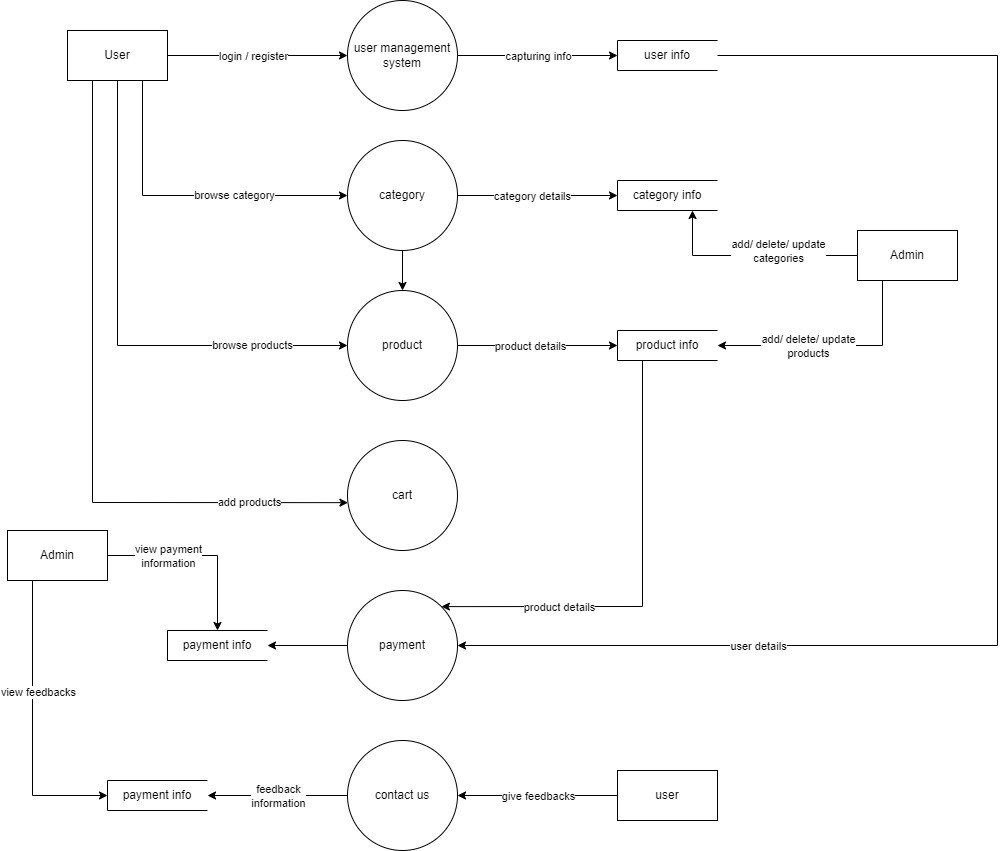 User
login / register
user management
system
capturing info
user info
browse category
category
category details
category info
add/ delete/ update
categories
Admin
browse products
product
product details
product info
add/ delete/ update
products
add products
cart
Admin
view payment
information
product details
payment info
payment
user details
view feedbacks
payment info
feedback
information
contact us
give feedbacks
user